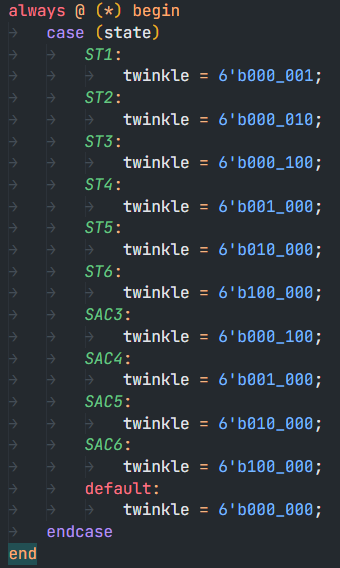 always @ (*) begin
case (state)
ST1:
twinkle = 6'b000_001;
ST2:
twinkle = 6'b000_010;
ST3:
twinkle = 6'b000_100;
ST4:
twinkle = 6'b001_000;
ST5:
twinkle = 6'b010_000;
ST6:
twinkle = 6'b100_000;
SAC3:
twinkle = 6'b000_100;
SAC4:
twinkle = 6'b001_000;
SAC5:
twinkle = 6'b010_000;
SAC6:
twinkle = 6'b100_000;
default:
twinkle = 6'b000_000;
endcase
end